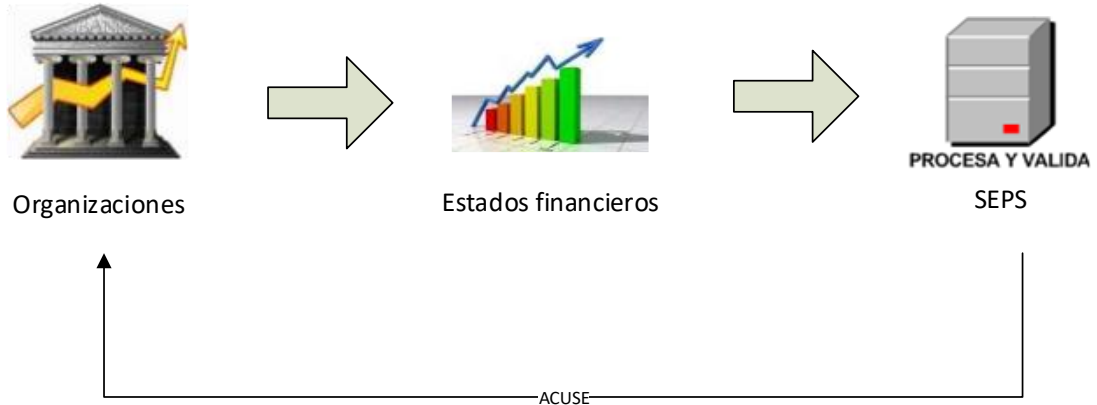 PROCESA Y VALIDA
Organizaciones
Estados financieros
SEPS
ACUSE